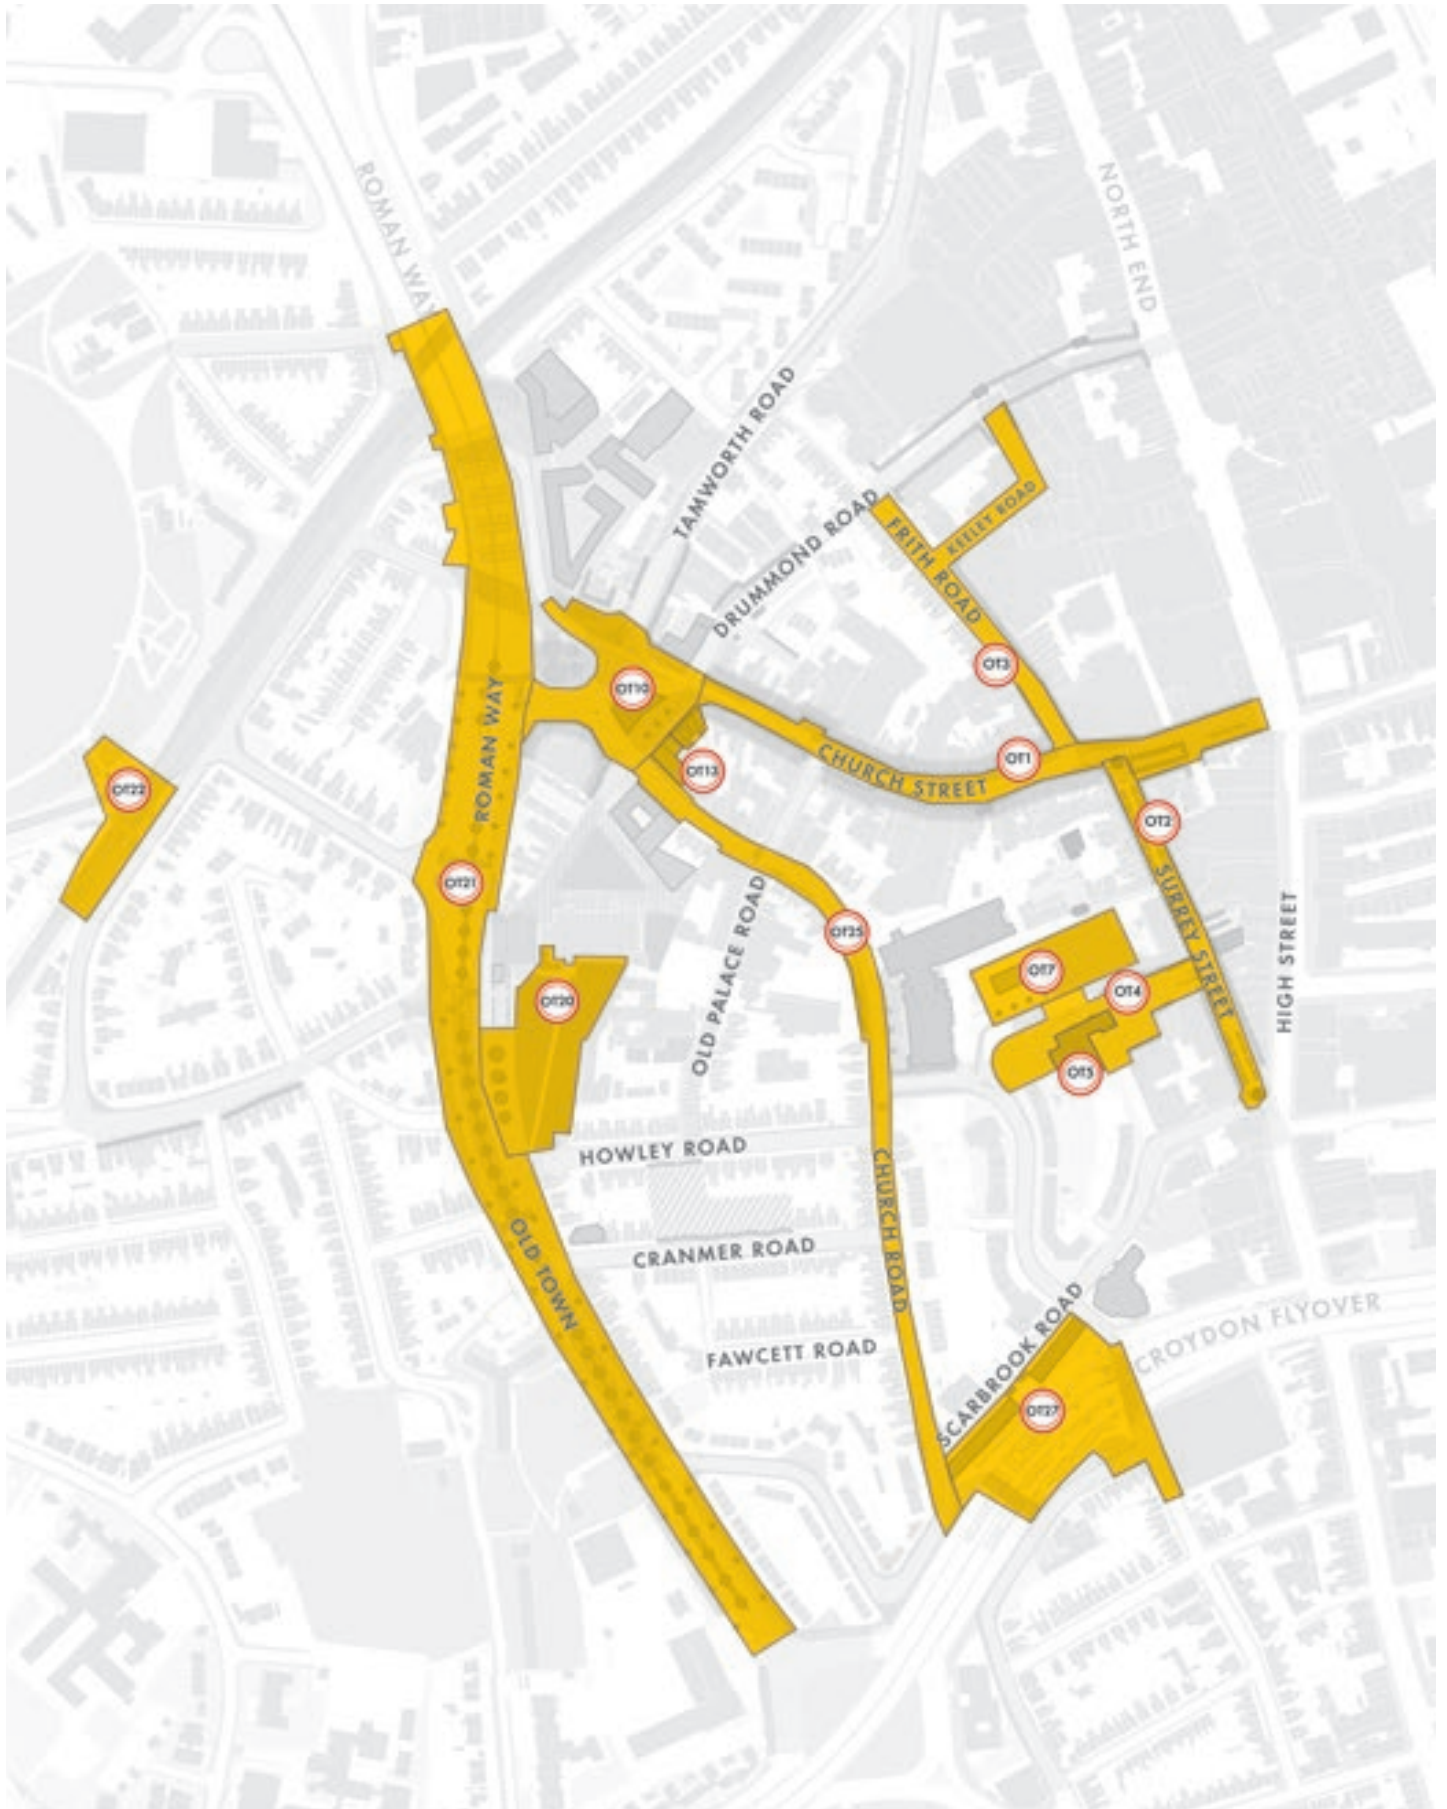 ROMAN WAY
NORTH END
TAMWORTH ROAD
DRUMMOND ROAD
KEELEY ROAD
FRITH ROAD
OT3
OT10
ROMAN WAY
OT1
OT13
CHURCH STREET
OT22
OT2
OT21
SURREY STREET
OT25
OLD PALACE ROAD
HIGH STREET
OT7
OT4
OT20
OT5
HOWLEY ROAD
CHURCH ROAD
CRANMER ROAD
OLD TOWN
SCARBROOK ROAD
CROYDON FLYOVER
FAWCETT ROAD
OT27